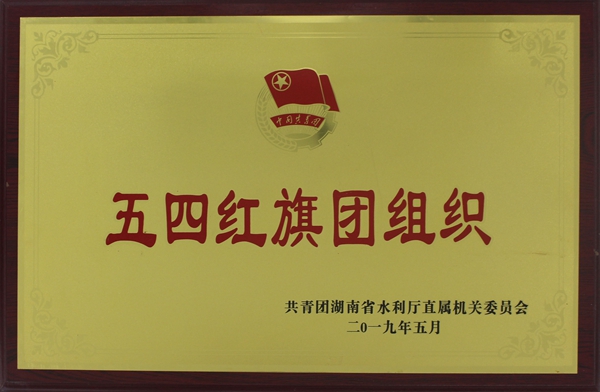 中国共青团
五四红旗团组织
共青团湖南省水利厅直属机关委员会
二0一九年五月